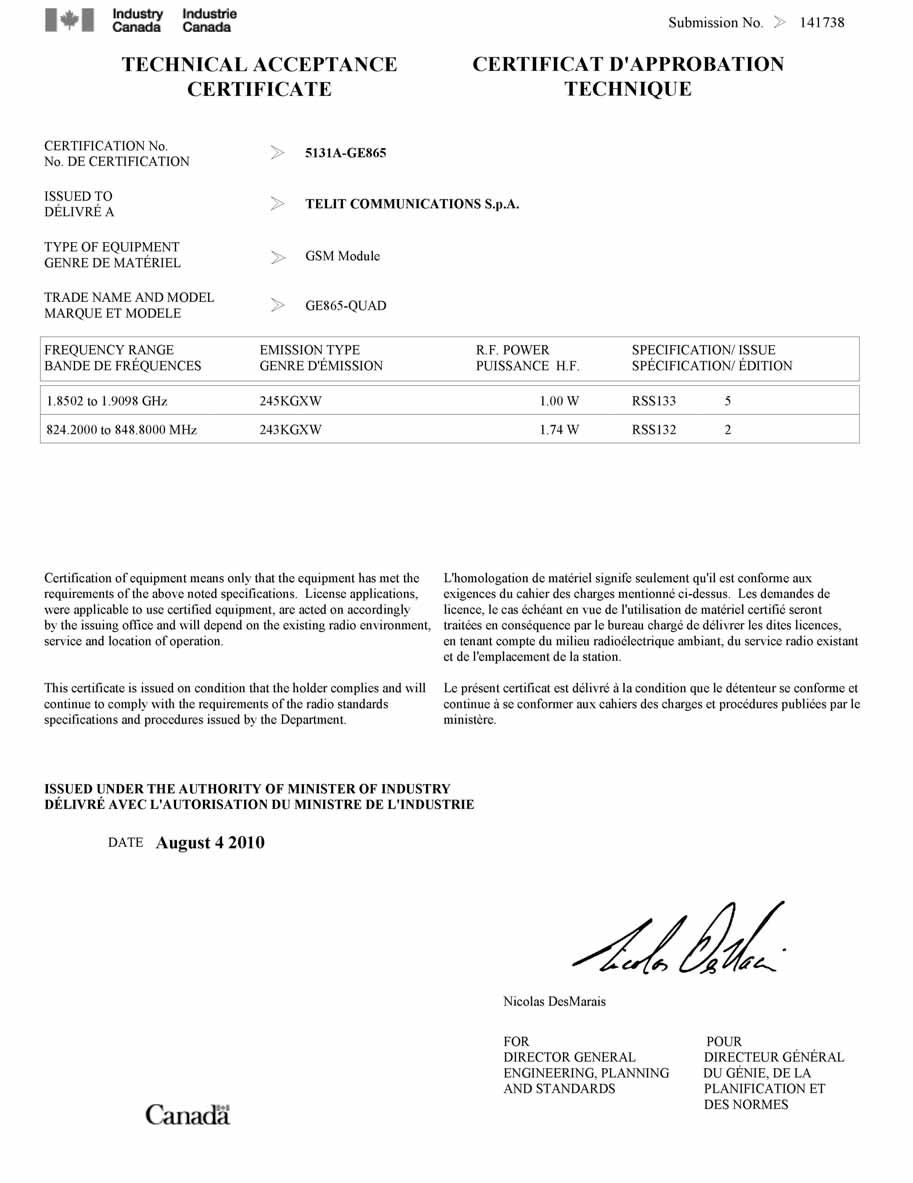 Industry Canada
Industrie Canada
Submission No. 141738
TECHNICAL ACCEPTANCE
CERTIFICATE
CERTIFICAT D'APPROBATION
TECHNIQUE
CERTIFICATION No.
No. DE CERTIFICATION
5131A-GE865
ISSUED TO
DÉLIVRÉ A
TELIT COMMUNICATIONS S.p.A.
TYPE OF EQUIPMENT
GENRE DE MATÉRIEL
GSM Module
TRADE NAME AND MODEL
MARQUE ET MODELE
GE865-QUAD
FREQUENCY RANGE EMISSION TYPE R.F. POWER SPECIFICATION/ ISSUE
BANDE DE FRÉQUENCES GENRE D'ÉMISSION PUISSANCE H.F. SPÉCIFICATION/ ÉDITION
1.8502 to 1.9098 GHz 245KGXW 1.00 W RSS133 5
824.2000 to 848.8000 MHz 243KGXW 1.74 W RSS132 2
Certification of equipment means only that the equipment has met the
requirements of the above noted specifications. License applications,
were applicable to use certified equipment, are acted on accordingly
by the issuing office and will depend on the existing radio environment,
service and location of operation.
L'homologation de matériel signife seulement qu'il est conforme aux
exigences du cahier des charges mentionné ci-dessus. Les demandes de
licence, le cas échéant en vue de l'utilisation de matériel certifié seront
traitées en conséquence par le bureau chargé de délivrer les dites licences,
en tenant compte du milieu radioélectrique ambiant, du service radio existant
et de l'emplacement de la station.
This certificate is issued on condition that the holder complies and will
continue to comply with the requirements of the radio standards
specifications and procedures issued by the Department.
Le présent certificat est délivré à la condition que le détenteur se conforme et
continue à se conformer aux cahiers des charges et procédures publiées par le
ministère.
ISSUED UNDER THE AUTHORITY OF MINISTER OF INDUSTRY
DÉLIVRÉ AVEC L'AUTORISATION DU MINISTRE DE L'INDUSTRIE
DATE August 4 2010
Nicolas DesMarais
FOR
DIRECTOR GENERAL
ENGINEERING, PLANNING
AND STANDARDS
POUR
DIRECTEUR GÉNÉRAL
DU GÉNIE, DE LA
PLANIFICATION ET
DES NORMES
Canada